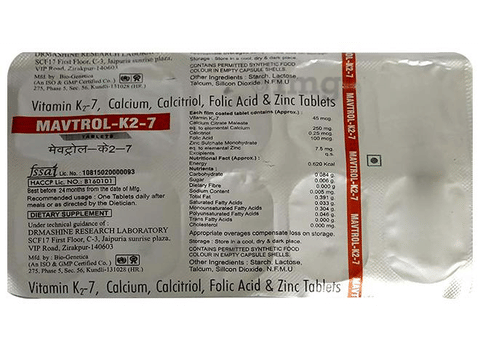 DRMASHINE RESEARCH LABORATORY
SCF17 First Floor, C-3, Jaipuria sunrise plaza,
VIP Road, Zirakpur-140603
Mfd. by : Bio-Genetica
(An ISO & GMP Certified Co. )
275, Phase 5, Sec. 56, Kundli-131028 (HR.)
Storage : Store in a cool, dry & dark place.
CONTAINS PERMITTED SYNTHETIC FOOD
COLOUR IN EMPTY CAPSULE SHELLS.
Other Ingredients : Starch, Lactose,
Talcum, Silicon Dioxide. N.F.M.U
Vitamin K2-7, Calcium, Calcitriol, Folic Acid & Zinc Tablets
MAVTROL-K2-7
TABLETS
मेवट्रोल-के2-7
fssai Lic. No.: 10815020000093
HACCP Lic. No.: B160101
Best before 24 months from the date of Mfg.
Recommended usage : One Tablets daily after
meals or as directed by the Dietician.
DIETARY SUPPLEMENT
Under technical guidance of :
DRMASHINE RESEARCH LABORATORY
SCF17 First Floor, C-3, Jaipuria sunrise plaza,
VIP Road, Zirakpur-140603
Mfd. by : Bio-Genetica
(An ISO & GMP Certified Co. )
275, Phase 5, Sec. 56, Kundli-131028 (HR.)
Each film coated tablet contains (Approx.) :
Vitamin K2-7 45 mcg
Calcium Citrate Maleate
eq. to elemental Calcium 250 mg
Calcitriol 0.25 mcg
Folic Acid 100 mcg
Zinc Sulphate Monohydrate
eq. to elemental Zinc 7.5 mg
Excipients q.s.
Nutritional Fact (Approx.) :
Energy 0.620 Kcal
Nutrients :
Carbohydrate 0.084 g.
Sugar 0.000 g.
Dietary Fibre 0.000 g
Sodium Content 0.005 mg.
Total Fat 0.391 g.
Saturated Fatty Acids
Monounsaturated Fatty Acids 0.304 g.
Polyunsaturated Fatty Acids
Trans Fatty Acids 0.000 g.
Cholesterol 0.000 mg.
Appropriate overages compensate loss on storage.
Storage : Store in a cool, dry & dark place.
CONTAINS PERMITTED SYNTHETIC FOOD
COLOUR IN EMPTY CAPSULE SHELLS.
Other Ingredients : Starch, Lactose,
Talcum, Silicon Dioxide. N.F.M.U
MAVTROL-K2-7
TABLETS
Vitamin K2-7, Calcium, Calcitriol, Folic Acid & Zinc Tablets